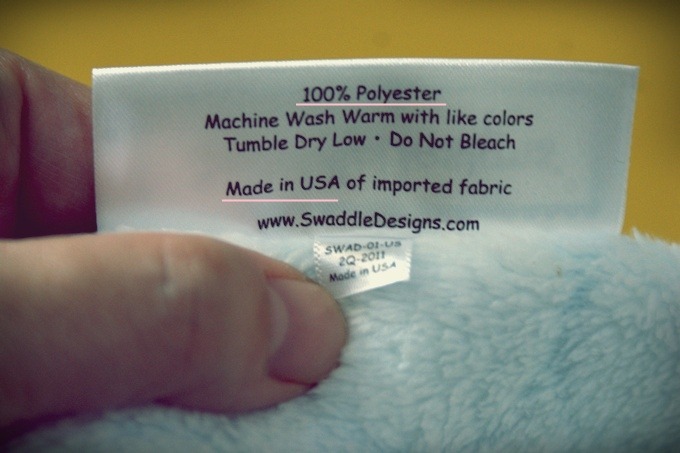 100% Polyester
Machine Wash Warm with like colors
Tumble Dry Low · Do Not Bleach
Made in USA of imported fabric
www.SwaddleDesigns.com
SWAD-01-US
2Q-2011
Made in USA